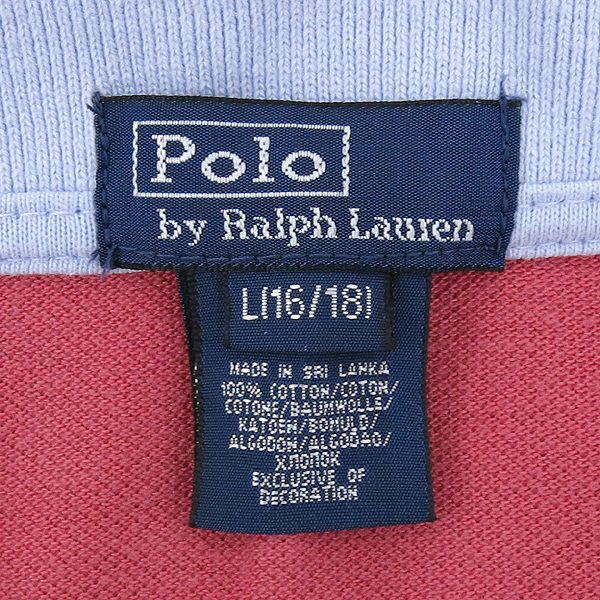 Polo
by Ralph Lauren
L(16/18)
MADE IN SRI LANKA
100% COTTON/COTON/
COTONE/BAUMWOLLE/
KATOEN/BOMULD/
ALGODON/ALGODAO/
ХЛОПОК
EXCLUSIVE OF
DECORATION